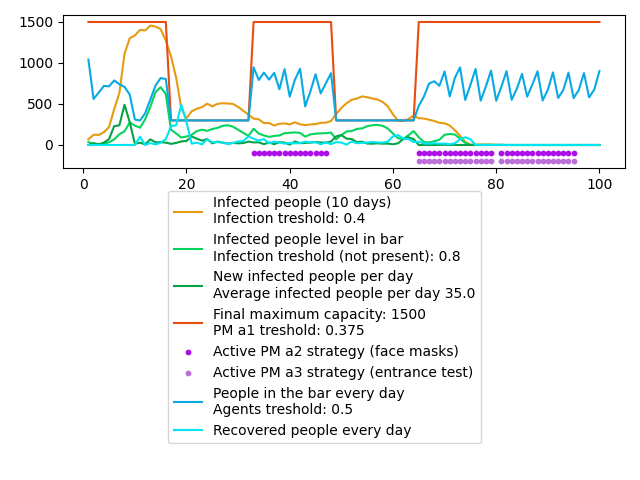 1500
1000
500
0
0 20 40 60 80 100
Infected people (10 days)
Infection treshold: 0.4
Infected people level in bar
Infection treshold (not present): 0.8
New infected people per day
Average infected people per day 35.0
Final maximum capacity: 1500
PM a1 treshold: 0.375
Active PM a2 strategy (face masks)
Active PM a3 strategy (entrance test)
People in the bar every day
Agents treshold: 0.5
Recovered people every day